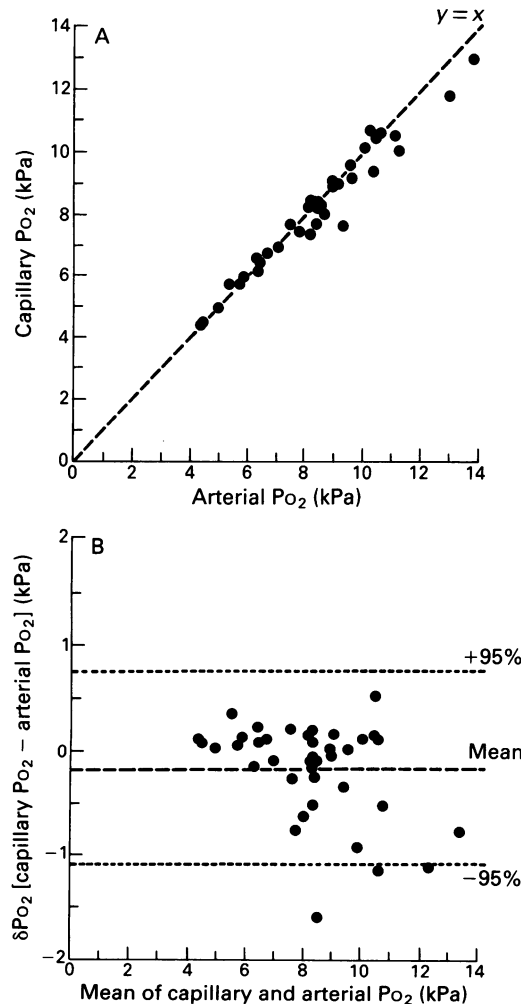 y = x
14
A
12
10
8
6
4
2
0
0 2 4 6 8 10 12 14
Capillary Po₂ (kPa)
Arterial Po₂ (kPa)
2
B
1
0
−1
−2
+95%
Mean
−95%
0 2 4 6 8 10 12 14
δPo₂ [capillary Po₂ − arterial Po₂] (kPa)
Mean of capillary and arterial Po₂ (kPa)